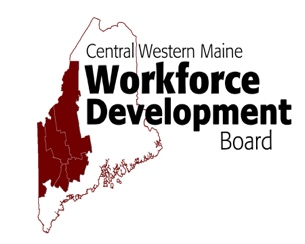 Central Western Maine
Workforce
Development
Board